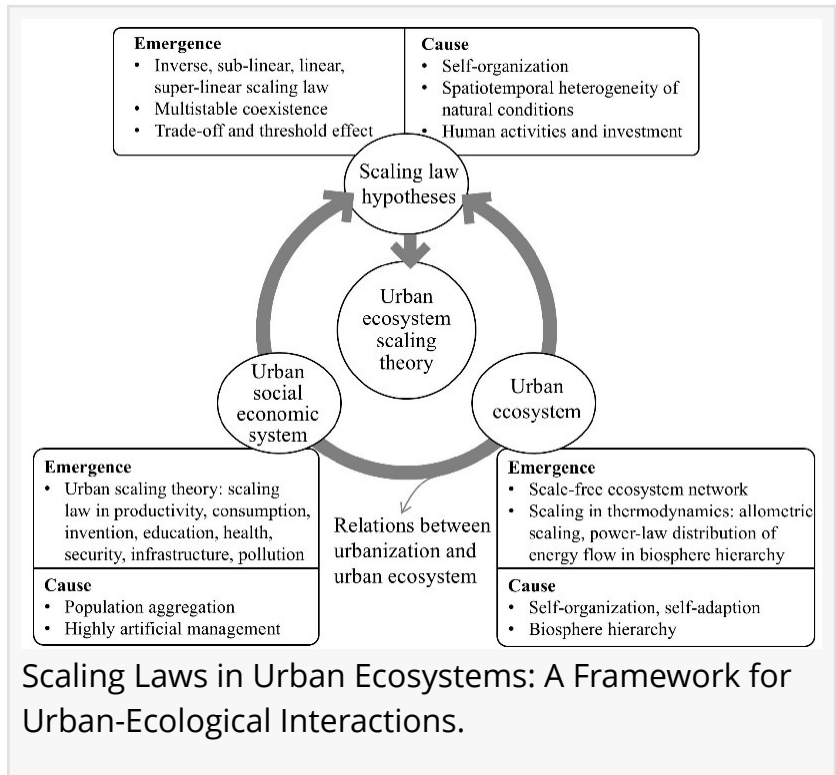 Emergence
• Inverse, sub-linear, linear,
super-linear scaling law
• Multistable coexistence
• Trade-off and threshold effect
Cause
• Self-organization
• Spatiotemporal heterogeneity of
natural conditions
• Human activities and investment
Scaling law
hypotheses
Urban
ecosystem
scaling
theory
Urban
social
economic
system
Urban
ecosystem
Emergence
• Urban scaling theory: scaling
law in productivity, consumption,
invention, education, health,
security, infrastructure, pollution
Cause
• Population aggregation
• Highly artificial management
Relations between
urbanization and
urban ecosystem
Emergence
• Scale-free ecosystem network
• Scaling in thermodynamics: allometric
scaling, power-law distribution of
energy flow in biosphere hierarchy
Cause
• Self-organization, self-adaption
• Biosphere hierarchy
Scaling Laws in Urban Ecosystems: A Framework for
Urban-Ecological Interactions.